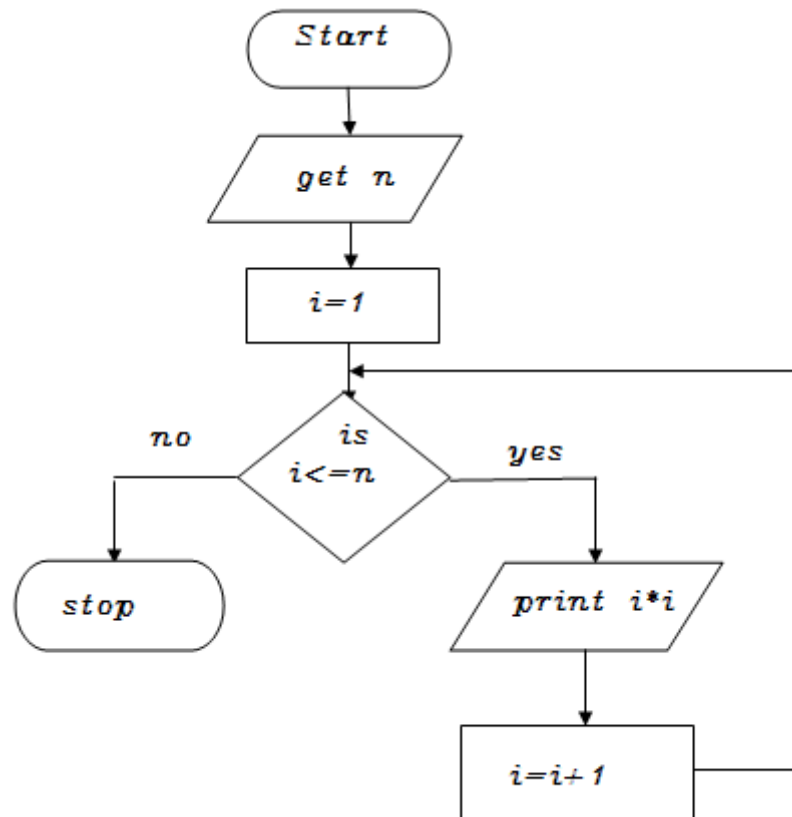 Start
get n
i=1
is
i<=n
no
yes
stop
print i*i
i=i+1